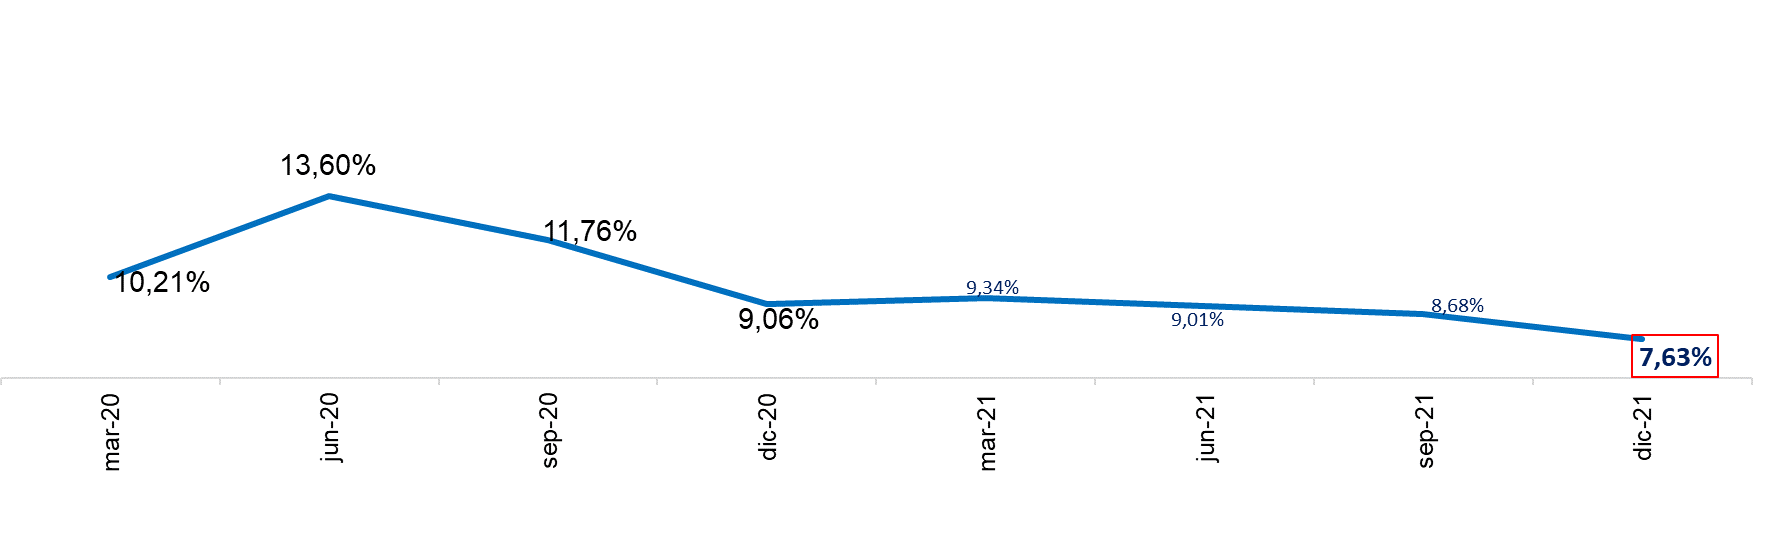 13,60%
11,76%
10,21%
9,34%
9,06%
9,01%
8,68%
7,63%
mar-20
jun-20
sep-20
dic-20
mar-21
jun-21
sep-21
dic-21